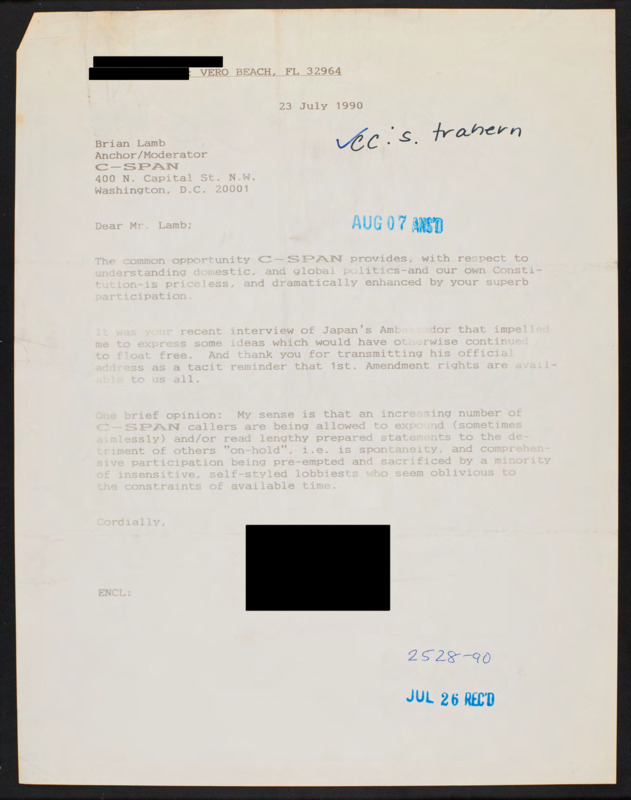 VERO BEACH, FL 32964
23 July 1990
✓cc: s. trahern
Brian Lamb
Anchor/Moderator
C-SPAN
400 N. Capital St. N.W.
Washington, D.C. 20001
Dear Mr. Lamb;
AUG 07 ANS'D
The common opportunity C-SPAN provides, with respect to
understanding domestic, and global politics-and our own Consti-
tution-is priceless, and dramatically enhanced by your superb
participation.
It was your recent interview of Japan's Ambassador that impelled
me to express some ideas which would have otherwise continued
to float free. And thank you for transmitting his official
address as a tacit reminder that 1st. Amendment rights are avail-
able to us all.
One brief opinion: My sense is that an increasing number of
C-SPAN callers are being allowed to expound (sometimes
aimlessly) and/or read lengthy prepared statements to the de-
triment of others "on-hold", i.e. is spontaneity, and comprehen-
sive participation being pre-empted and sacrificed by a minority
of insensitive, self-styled lobbiests who seem oblivious to
the constraints of available time.
Cordially,
ENCL:
2528-90
JUL 26 REC'D